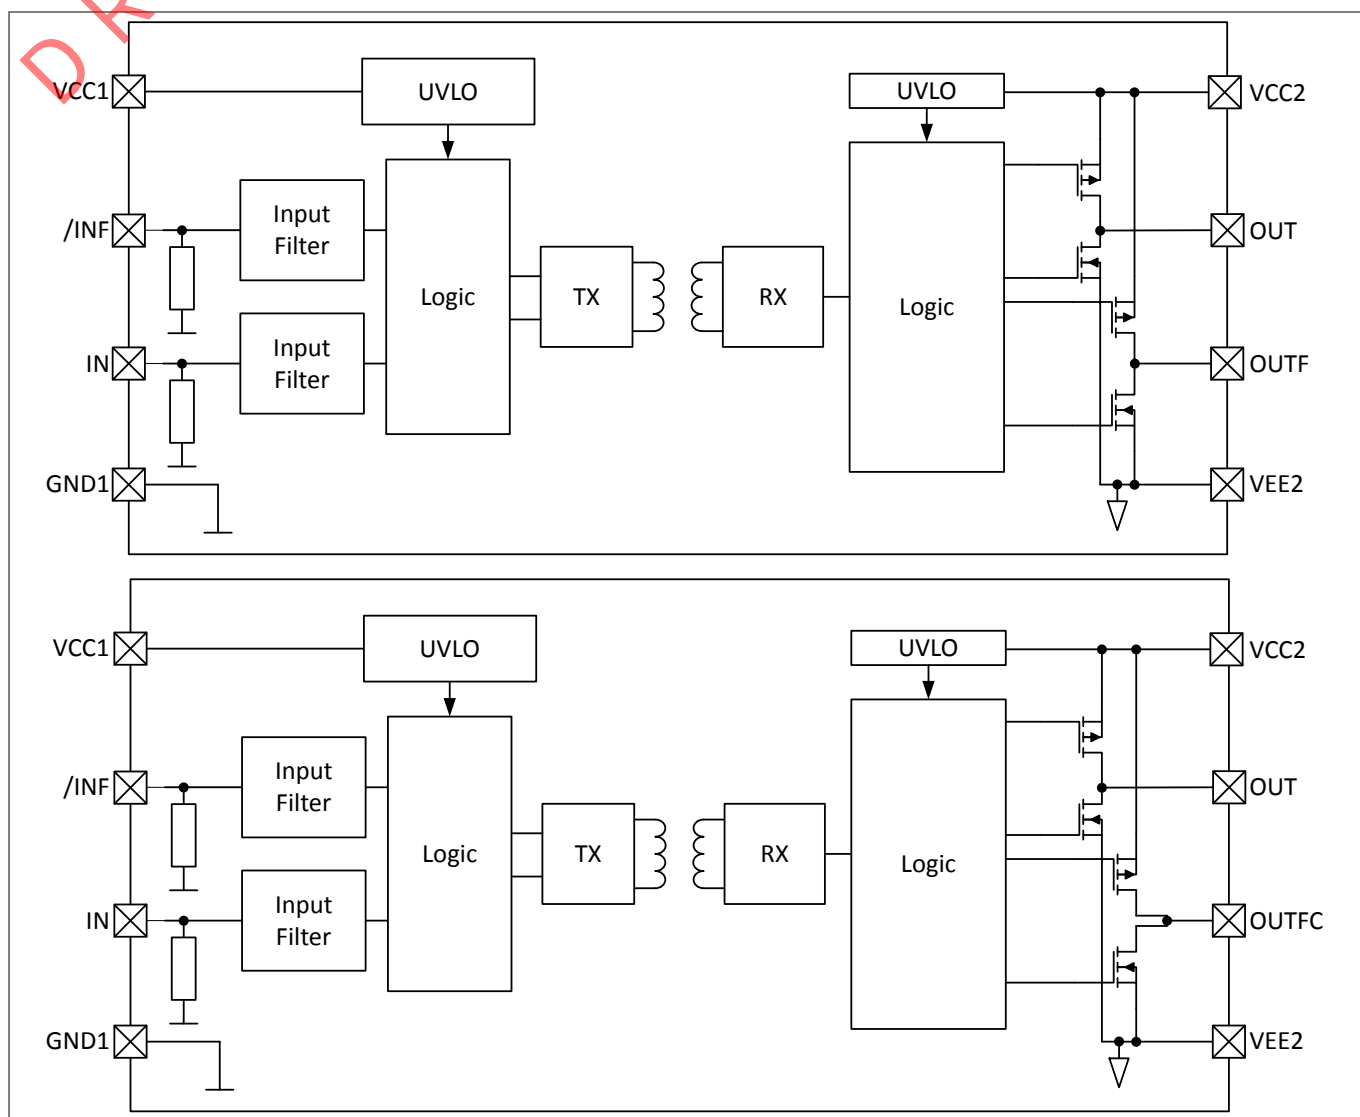 D R
VCC1
UVLO
UVLO
VCC2
/INF
Input
Filter
OUT
Logic
TX
RX
Logic
IN
Input
Filter
OUTF
GND1
VEE2
VCC1
UVLO
UVLO
VCC2
/INF
Input
Filter
OUT
Logic
TX
RX
Logic
IN
Input
Filter
OUTFC
GND1
VEE2